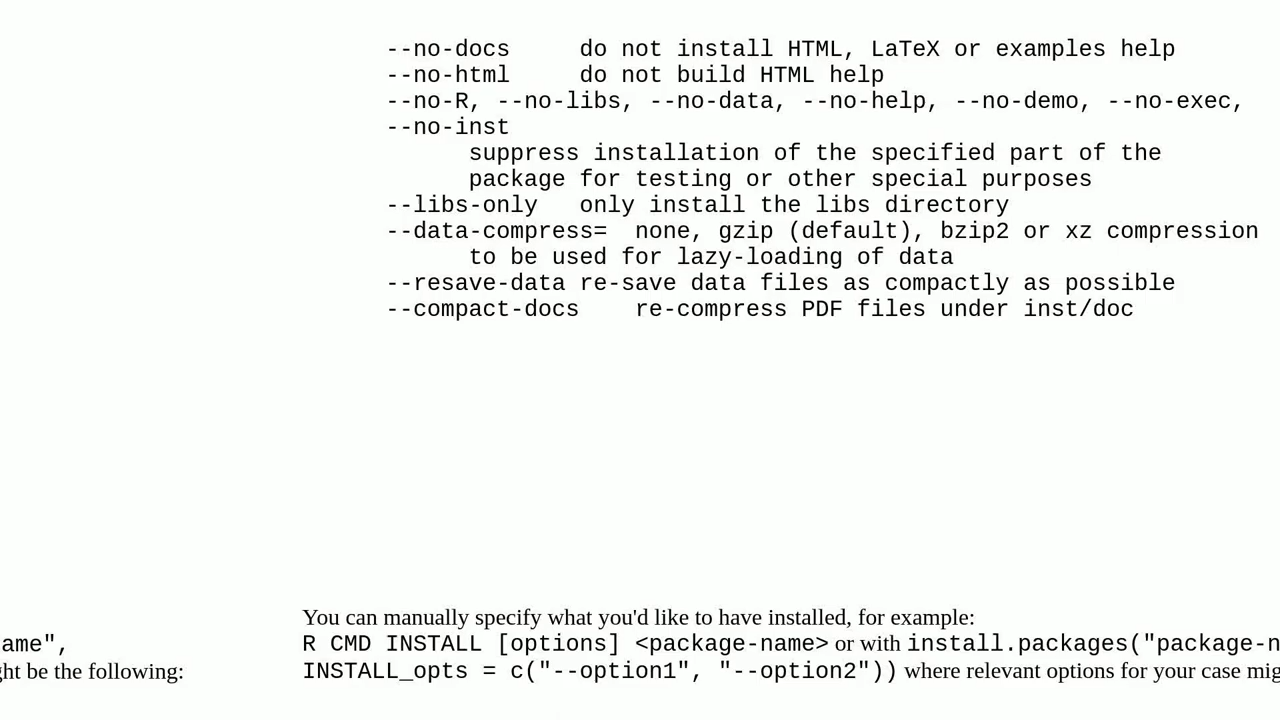 --no-docs     do not install HTML, LaTeX or examples help
--no-html     do not build HTML help
--no-R, --no-libs, --no-data, --no-help, --no-demo, --no-exec,
--no-inst
suppress installation of the specified part of the
package for testing or other special purposes
--libs-only   only install the libs directory
--data-compress=  none, gzip (default), bzip2 or xz compression
to be used for lazy-loading of data
--resave-data re-save data files as compactly as possible
--compact-docs    re-compress PDF files under inst/doc
You can manually specify what you'd like to have installed, for example:
ame", R CMD INSTALL [options] <package-name> or with install.packages("package-n
ght be the following: INSTALL_opts = c("--option1", "--option2")) where relevant options for your case mig